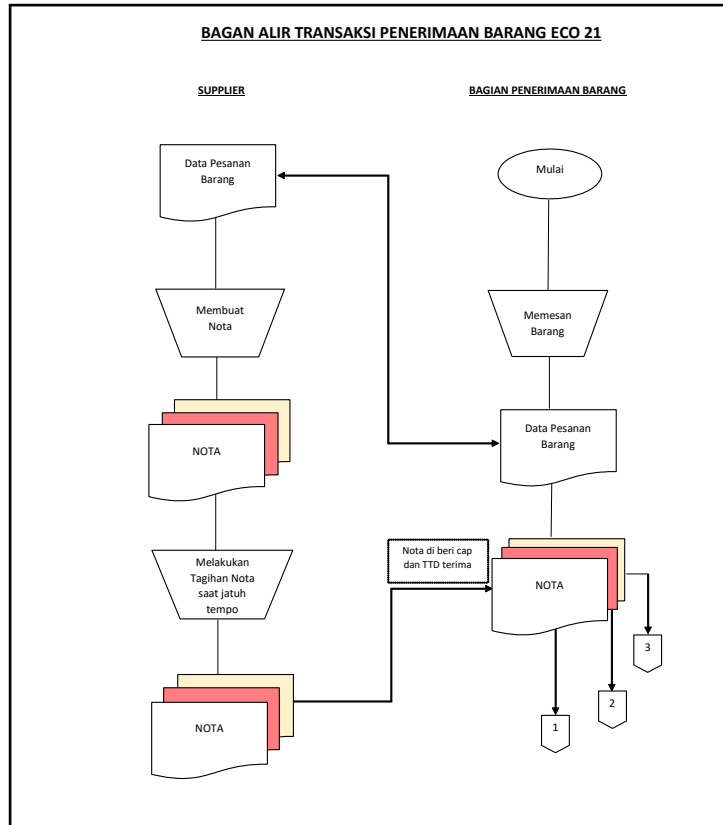 BAGAN ALIR TRANSAKSI PENERIMAAN BARANG ECO 21
SUPPLIER
BAGIAN PENERIMAAN BARANG
Data Pesanan
Barang
Mulai
Membuat
Nota
Memesan
Barang
NOTA
Data Pesanan
Barang
Melakukan
Tagihan Nota
saat jatuh
tempo
Nota di beri cap
dan TTD terima
NOTA
3
2
1
NOTA